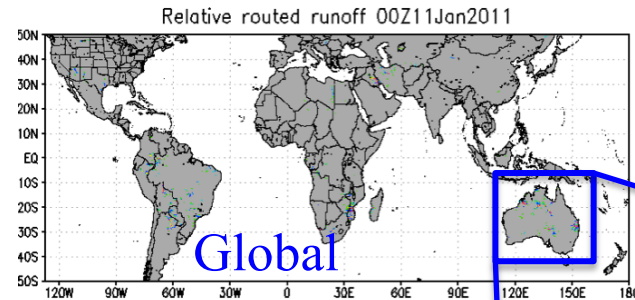 Relative routed runoff 00Z11Jan2011
50N
40N
30N
20N
10N
EQ
10S
20S
30S
40S
50S
Global
120W 90W 60W 30W 0 30E 60E 90E 120E 150E 18